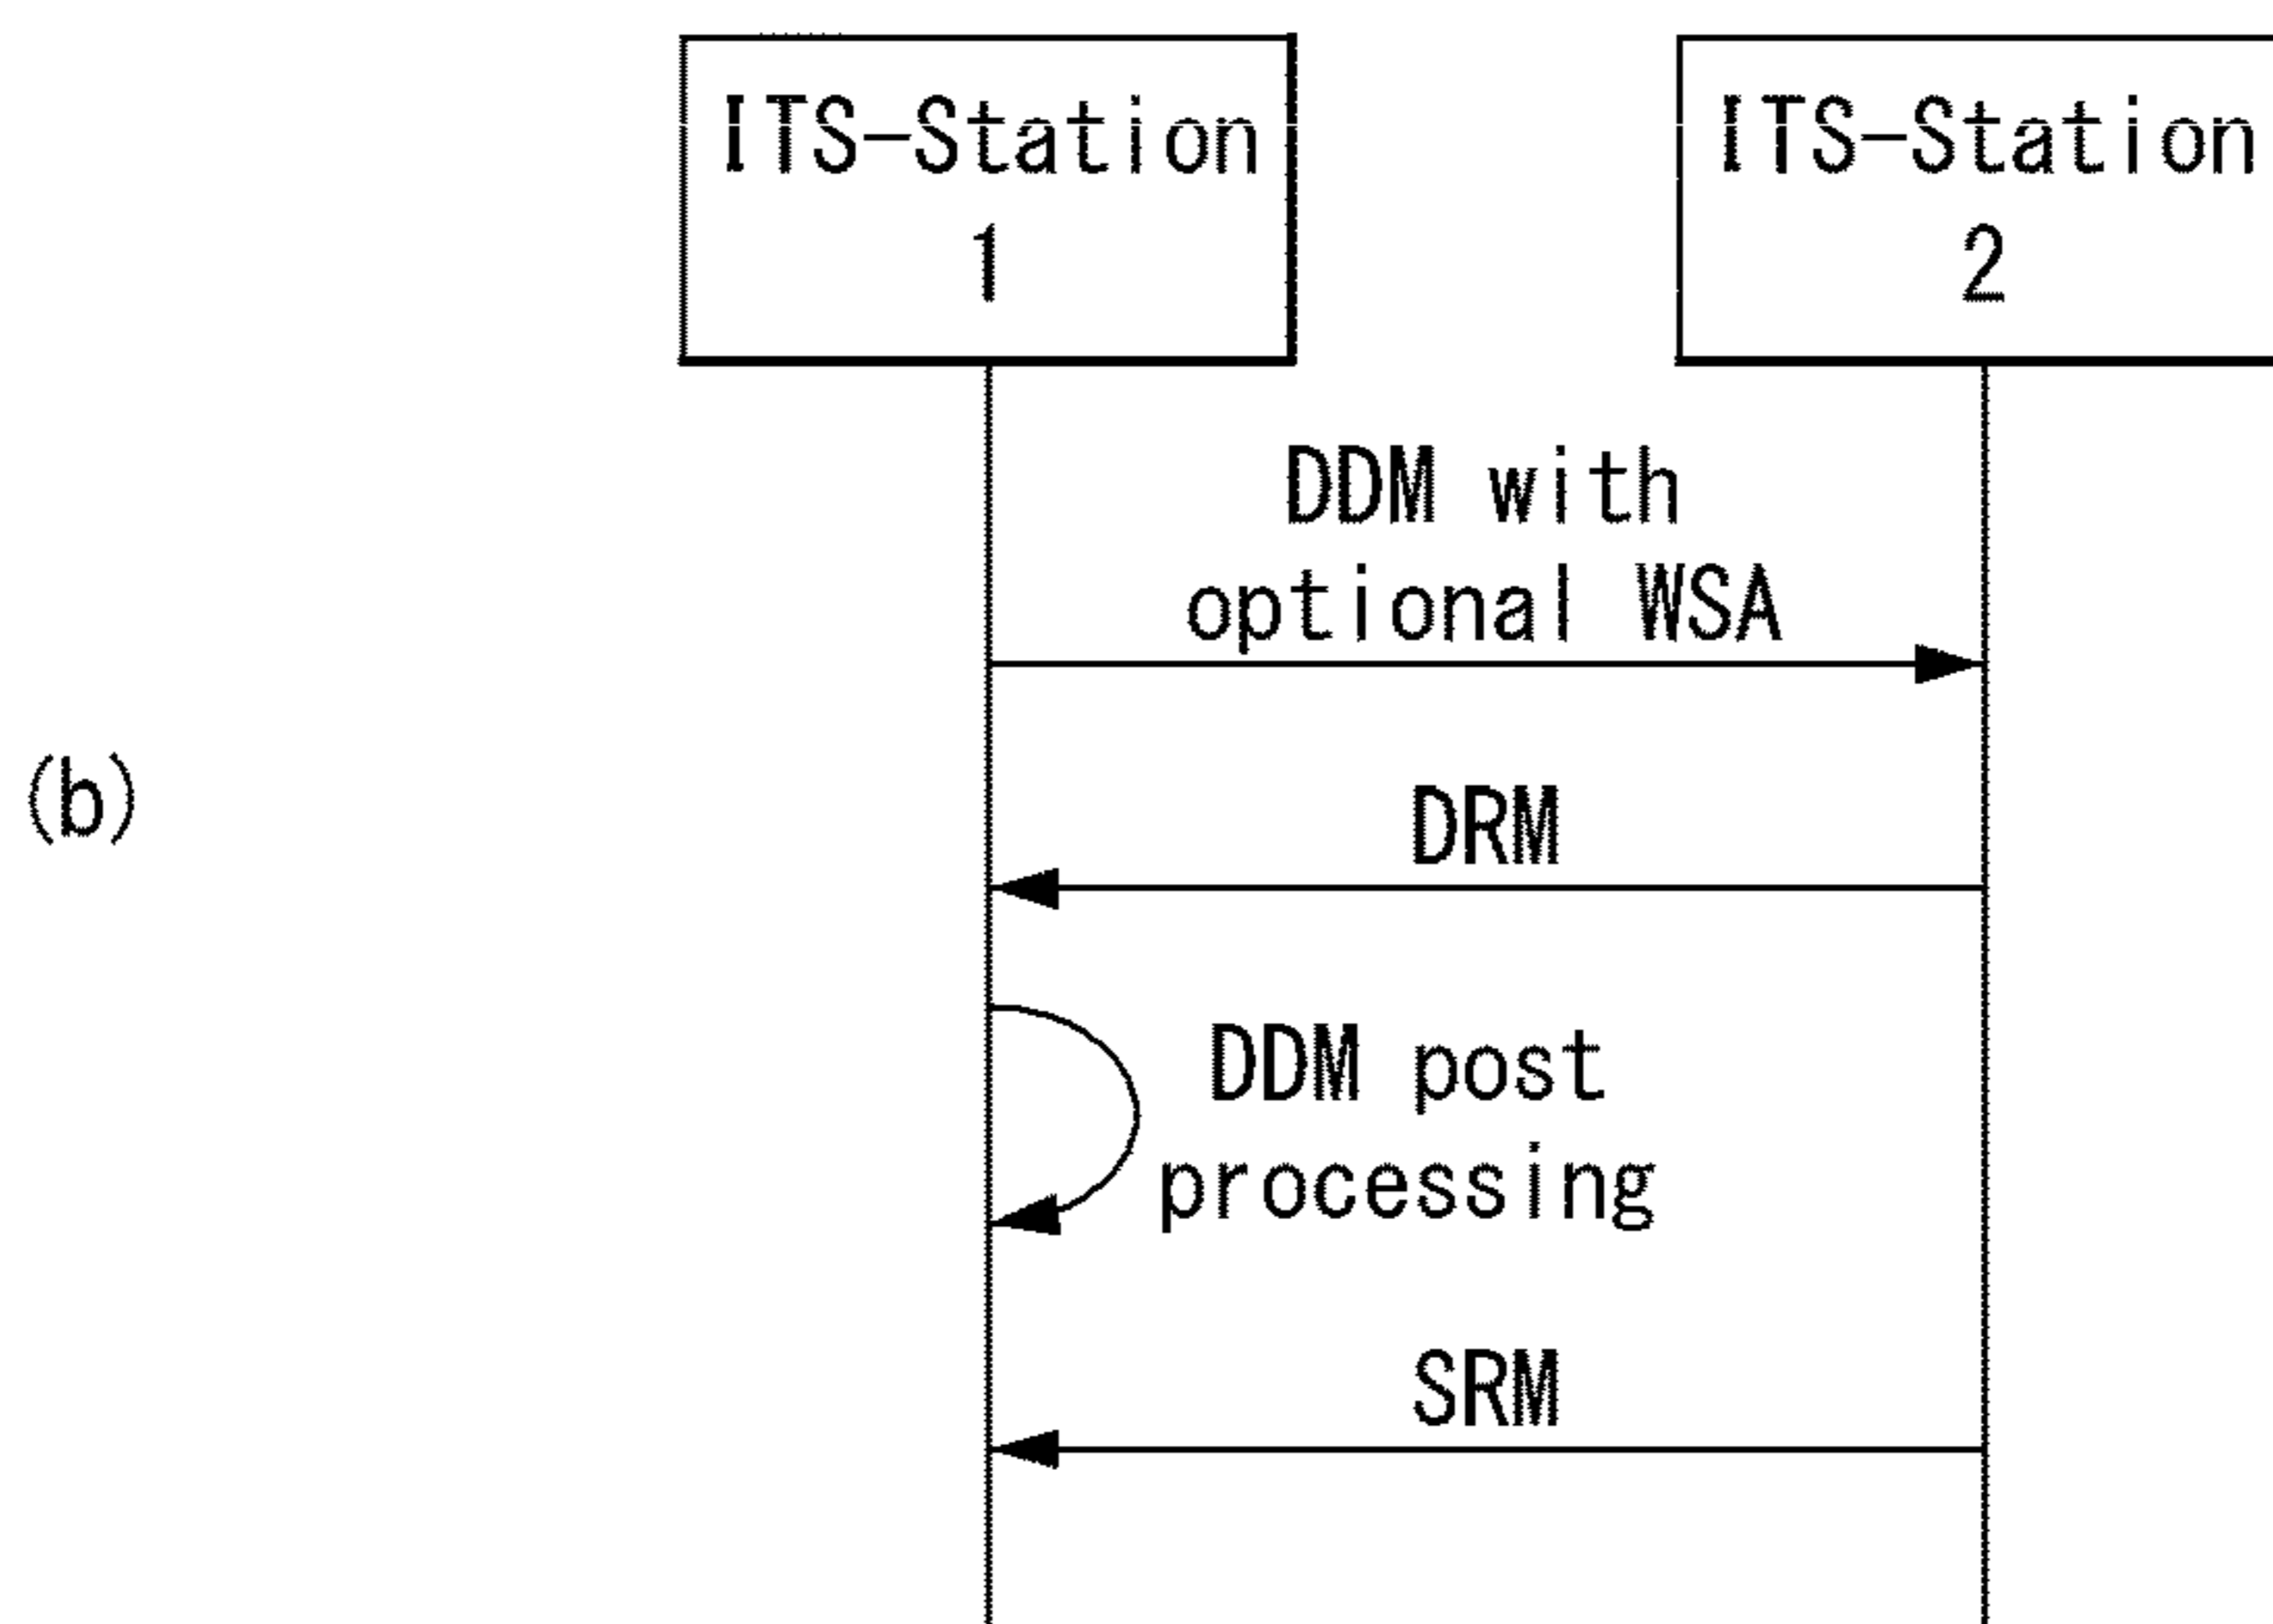 ITS-Station
1
ITS-Station
2
DDM with
optional WSA
(b)
DRM
DDM post
processing
SRM